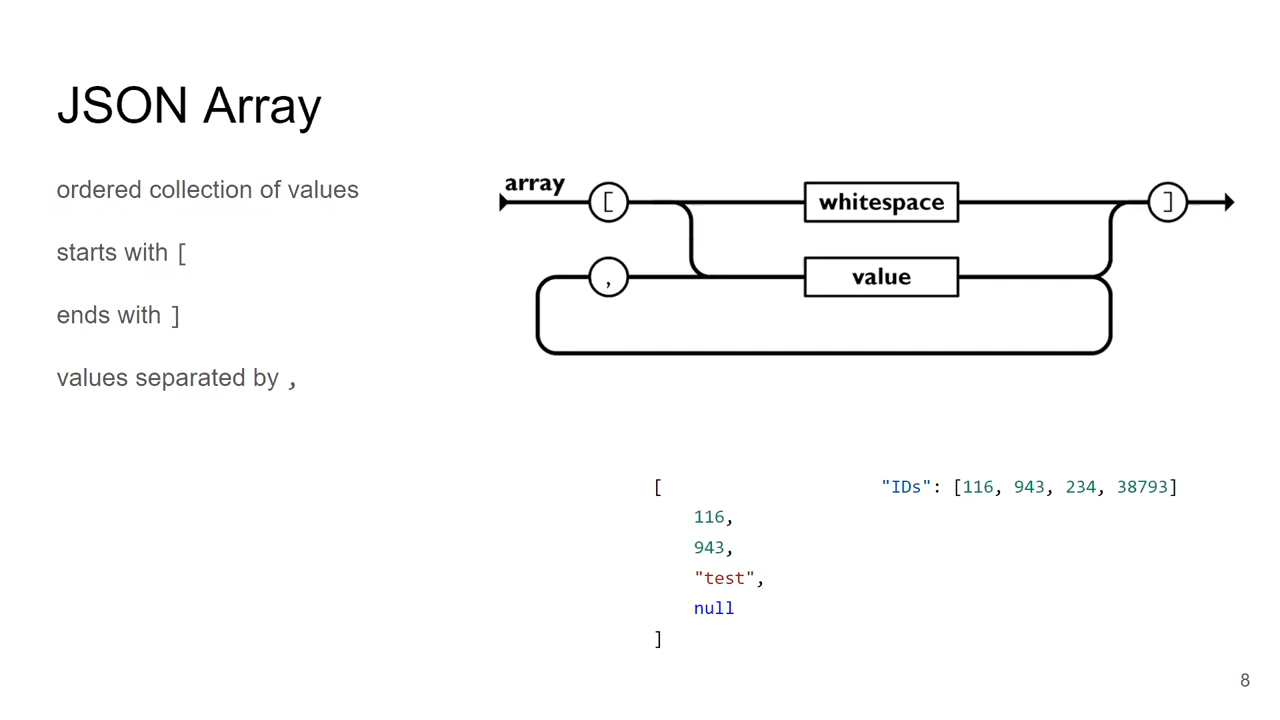 JSON Array
ordered collection of values
starts with [
ends with ]
values separated by ,
array
[
whitespace
]
,
value
[
116,
943,
"test",
null
]
"IDs": [116, 943, 234, 38793]
8